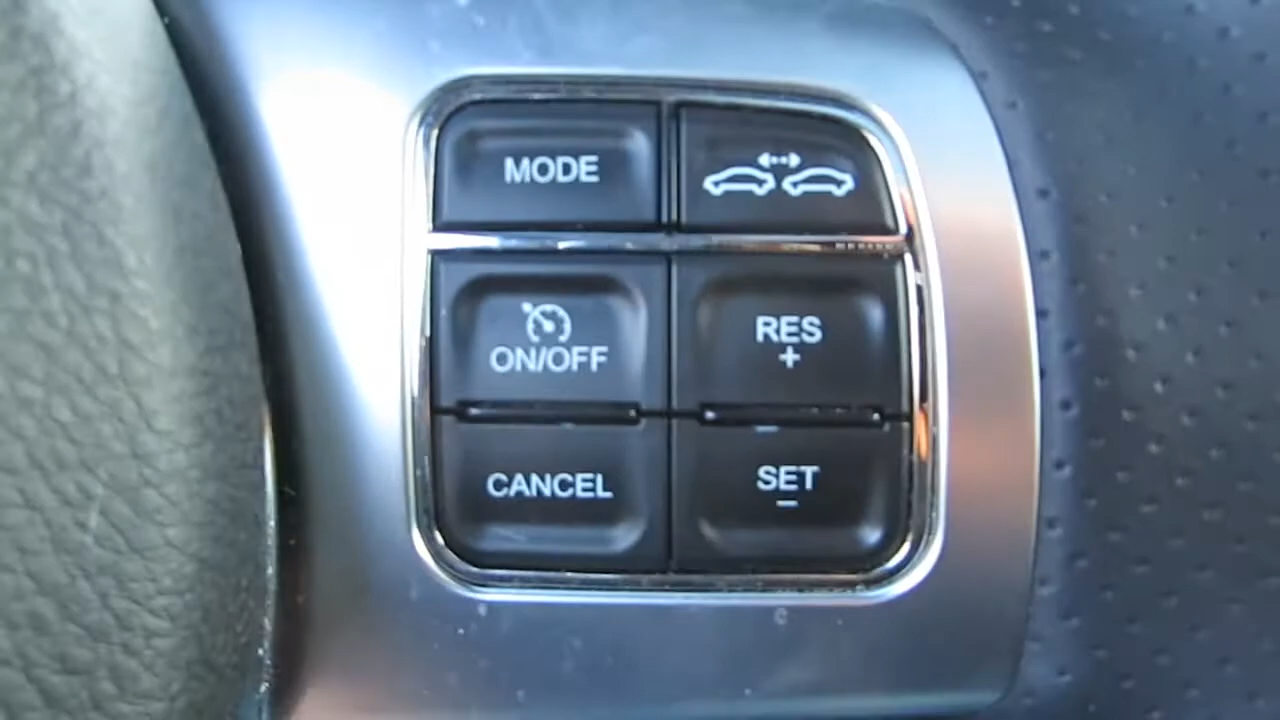 MODE
ON/OFF
RES
+
CANCEL
SET
−